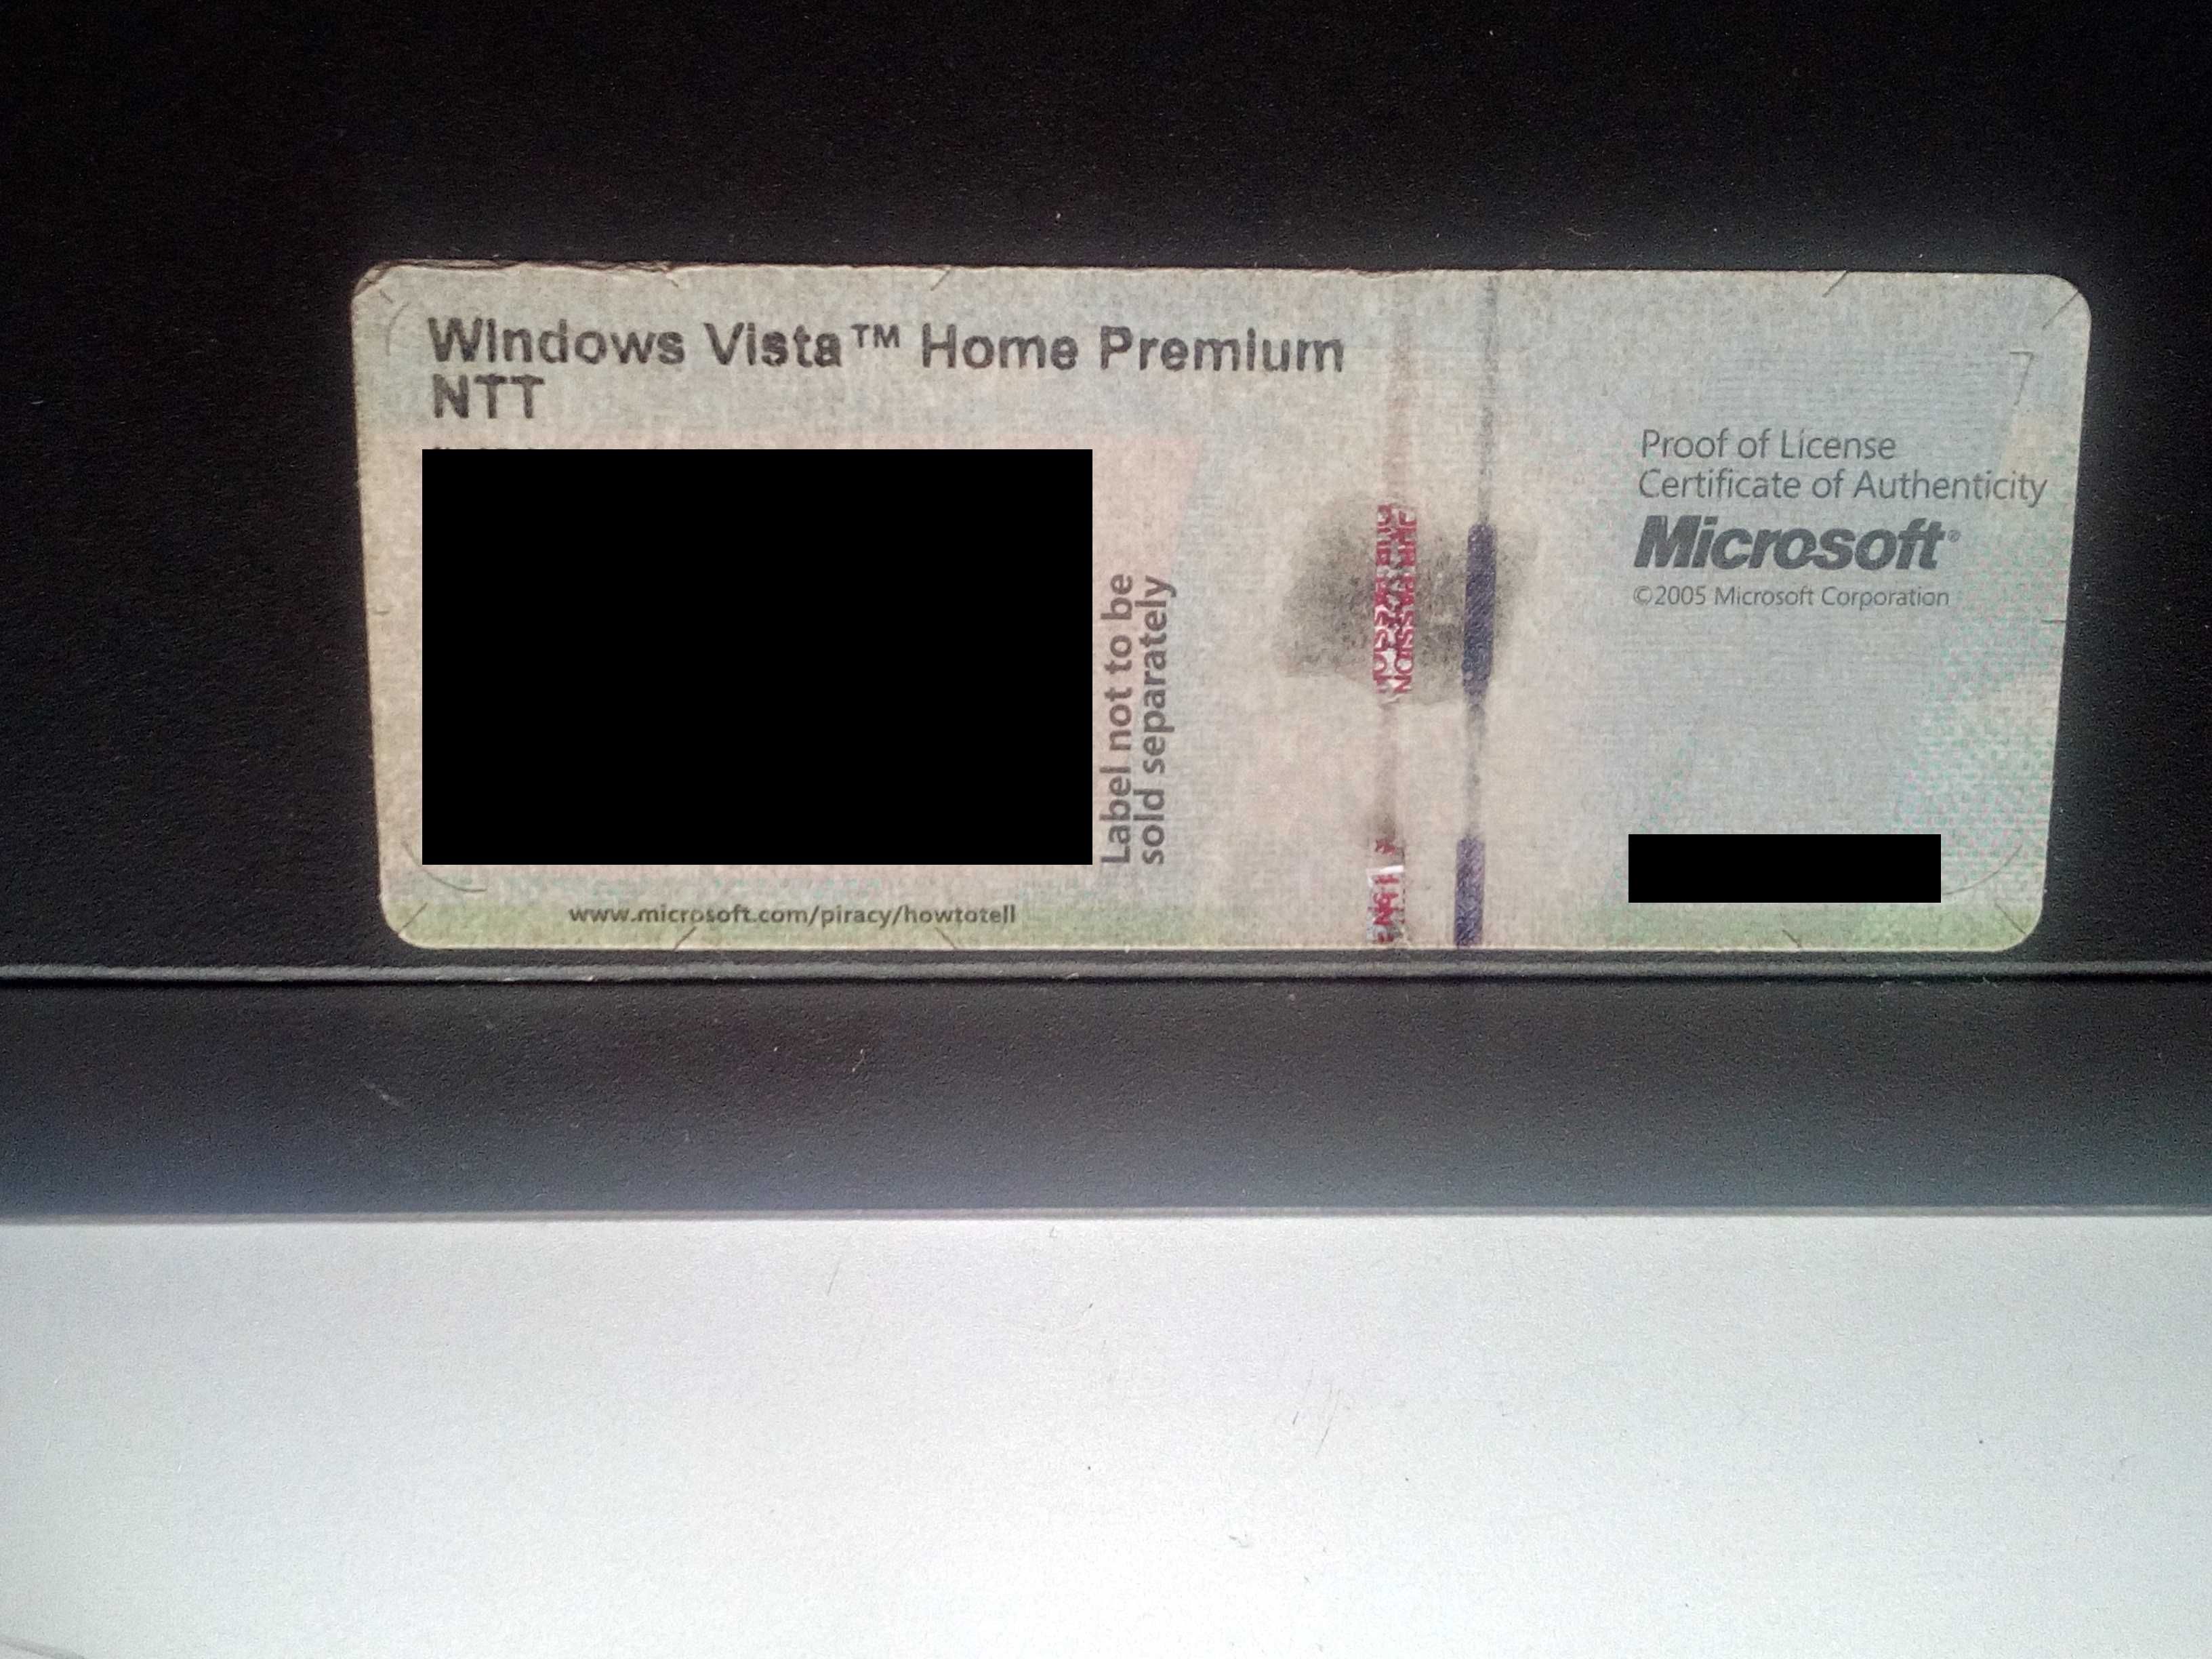 Windows Vista™ Home Premium
NTT
Label not to be
sold separately
www.microsoft.com/piracy/howtotell
Proof of License
Certificate of Authenticity
Microsoft®
©2005 Microsoft Corporation